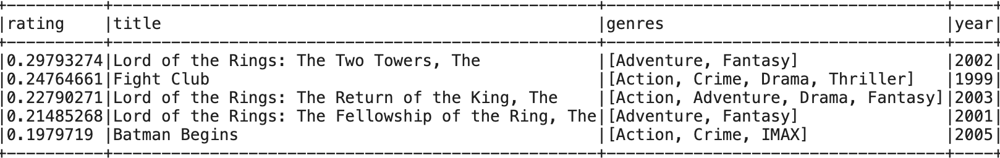 +----------+---------------------------------------------------+-----------------------------------+----+
|rating    |title                                              |genres                             |year|
+----------+---------------------------------------------------+-----------------------------------+----+
|0.29793274|Lord of the Rings: The Two Towers, The             |[Adventure, Fantasy]               |2002|
|0.24764661|Fight Club                                         |[Action, Crime, Drama, Thriller]   |1999|
|0.22790271|Lord of the Rings: The Return of the King, The     |[Action, Adventure, Drama, Fantasy]|2003|
|0.21485268|Lord of the Rings: The Fellowship of the Ring, The|[Adventure, Fantasy]               |2001|
|0.1979719 |Batman Begins                                      |[Action, Crime, IMAX]              |2005|
+----------+---------------------------------------------------+-----------------------------------+----+